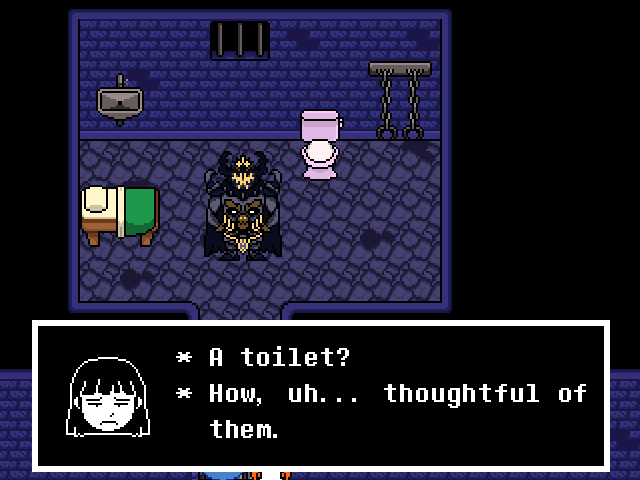 * A toilet?
* How, uh... thoughtful of
them.